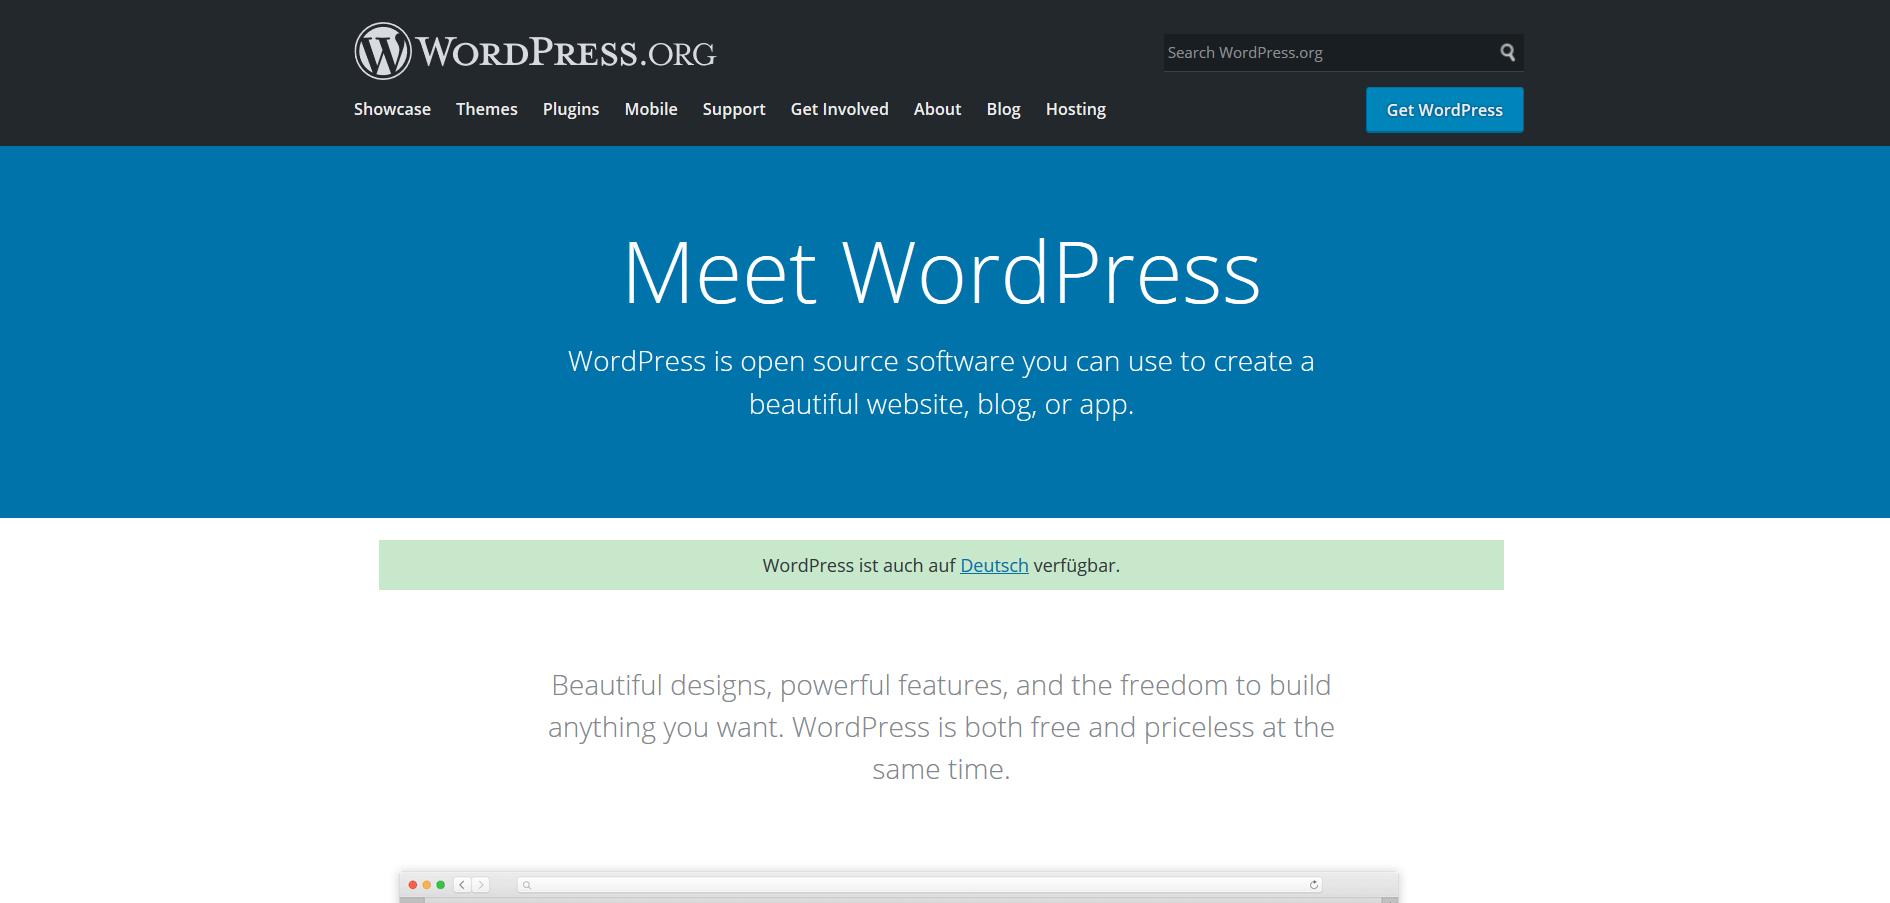 WORDPRESS.ORG
Search WordPress.org
Showcase Themes Plugins Mobile Support Get Involved About Blog Hosting
Get WordPress
Meet WordPress
WordPress is open source software you can use to create a
beautiful website, blog, or app.
WordPress ist auch auf Deutsch verfügbar.
Beautiful designs, powerful features, and the freedom to build
anything you want. WordPress is both free and priceless at the
same time.